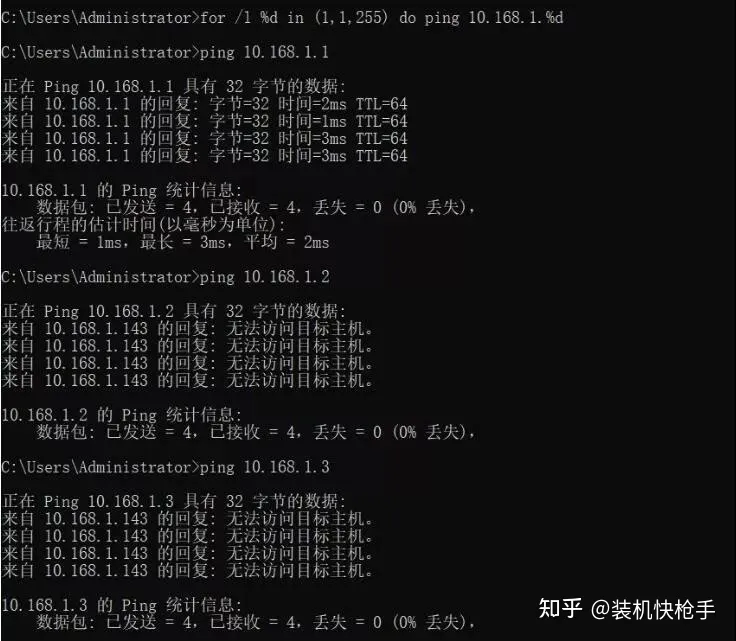 C:\Users\Administrator>for /l %d in (1,1,255) do ping 10.168.1.%d
C:\Users\Administrator>ping 10.168.1.1
正在 Ping 10.168.1.1 具有 32 字节的数据:
来自 10.168.1.1 的回复: 字节=32 时间=2ms TTL=64
来自 10.168.1.1 的回复: 字节=32 时间=1ms TTL=64
来自 10.168.1.1 的回复: 字节=32 时间=3ms TTL=64
来自 10.168.1.1 的回复: 字节=32 时间=3ms TTL=64
10.168.1.1 的 Ping 统计信息:
数据包: 已发送 = 4，已接收 = 4，丢失 = 0 (0% 丢失)，
往返行程的估计时间(以毫秒为单位):
最短 = 1ms，最长 = 3ms，平均 = 2ms
C:\Users\Administrator>ping 10.168.1.2
正在 Ping 10.168.1.2 具有 32 字节的数据:
来自 10.168.1.143 的回复: 无法访问目标主机。
来自 10.168.1.143 的回复: 无法访问目标主机。
来自 10.168.1.143 的回复: 无法访问目标主机。
来自 10.168.1.143 的回复: 无法访问目标主机。
10.168.1.2 的 Ping 统计信息:
数据包: 已发送 = 4，已接收 = 4，丢失 = 0 (0% 丢失)，
C:\Users\Administrator>ping 10.168.1.3
正在 Ping 10.168.1.3 具有 32 字节的数据:
来自 10.168.1.143 的回复: 无法访问目标主机。
来自 10.168.1.143 的回复: 无法访问目标主机。
来自 10.168.1.143 的回复: 无法访问目标主机。
来自 10.168.1.143 的回复: 无法访问目标主机。
10.168.1.3 的 Ping 统计信息:
数据包: 已发送 = 4，已接收 = 4，丢失 = 0 (0% 丢失)，
知乎 @装机快枪手